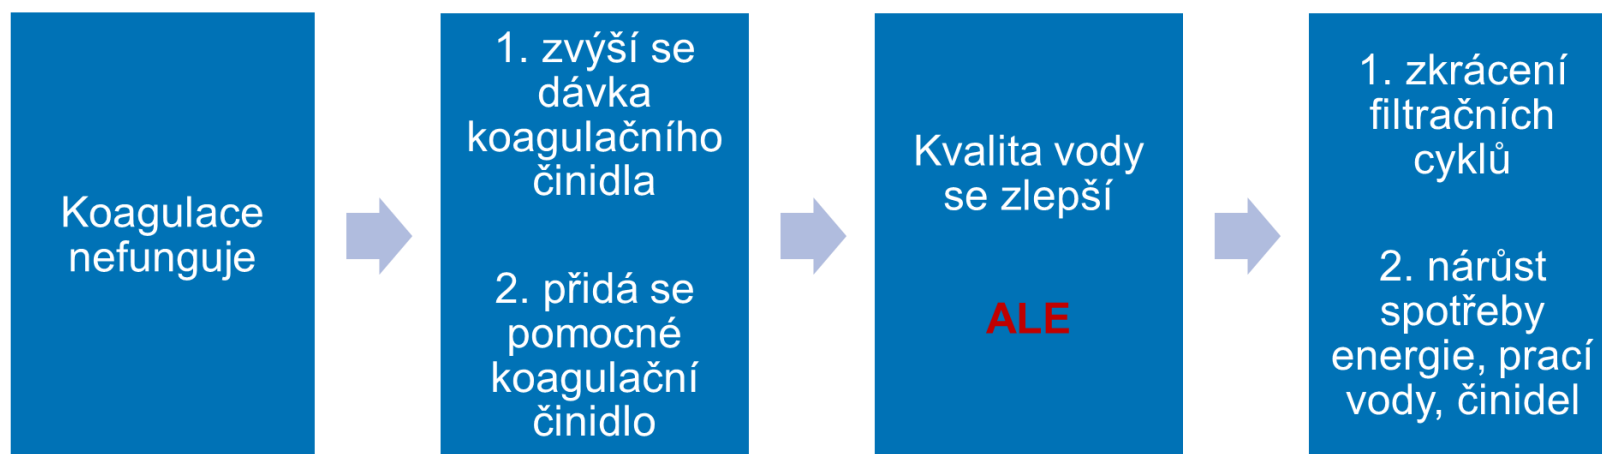 Koagulace
nefunguje
1. zvýší se
dávka
koagulačního
činidla
2. přidá se
pomocné
koagulační
činidlo
Kvalita vody
se zlepší
ALE
1. zkrácení
filtračních
cyklů
2. nárůst
spotřeby
energie, prací
vody, činidel